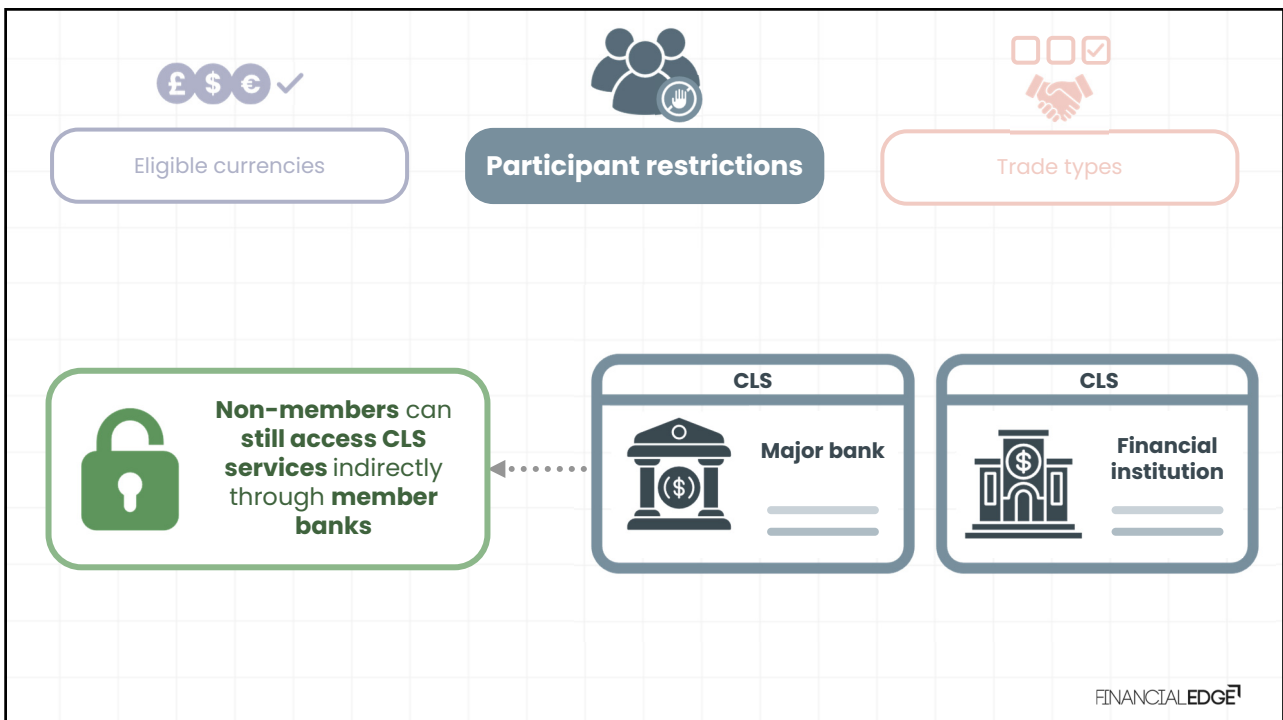 £ $ €
Eligible currencies
Participant restrictions
Trade types
Non-members can
still access CLS
services indirectly
through member
banks
CLS
($)
Major bank
CLS
$
Financial
institution
FINANCIALEDGE